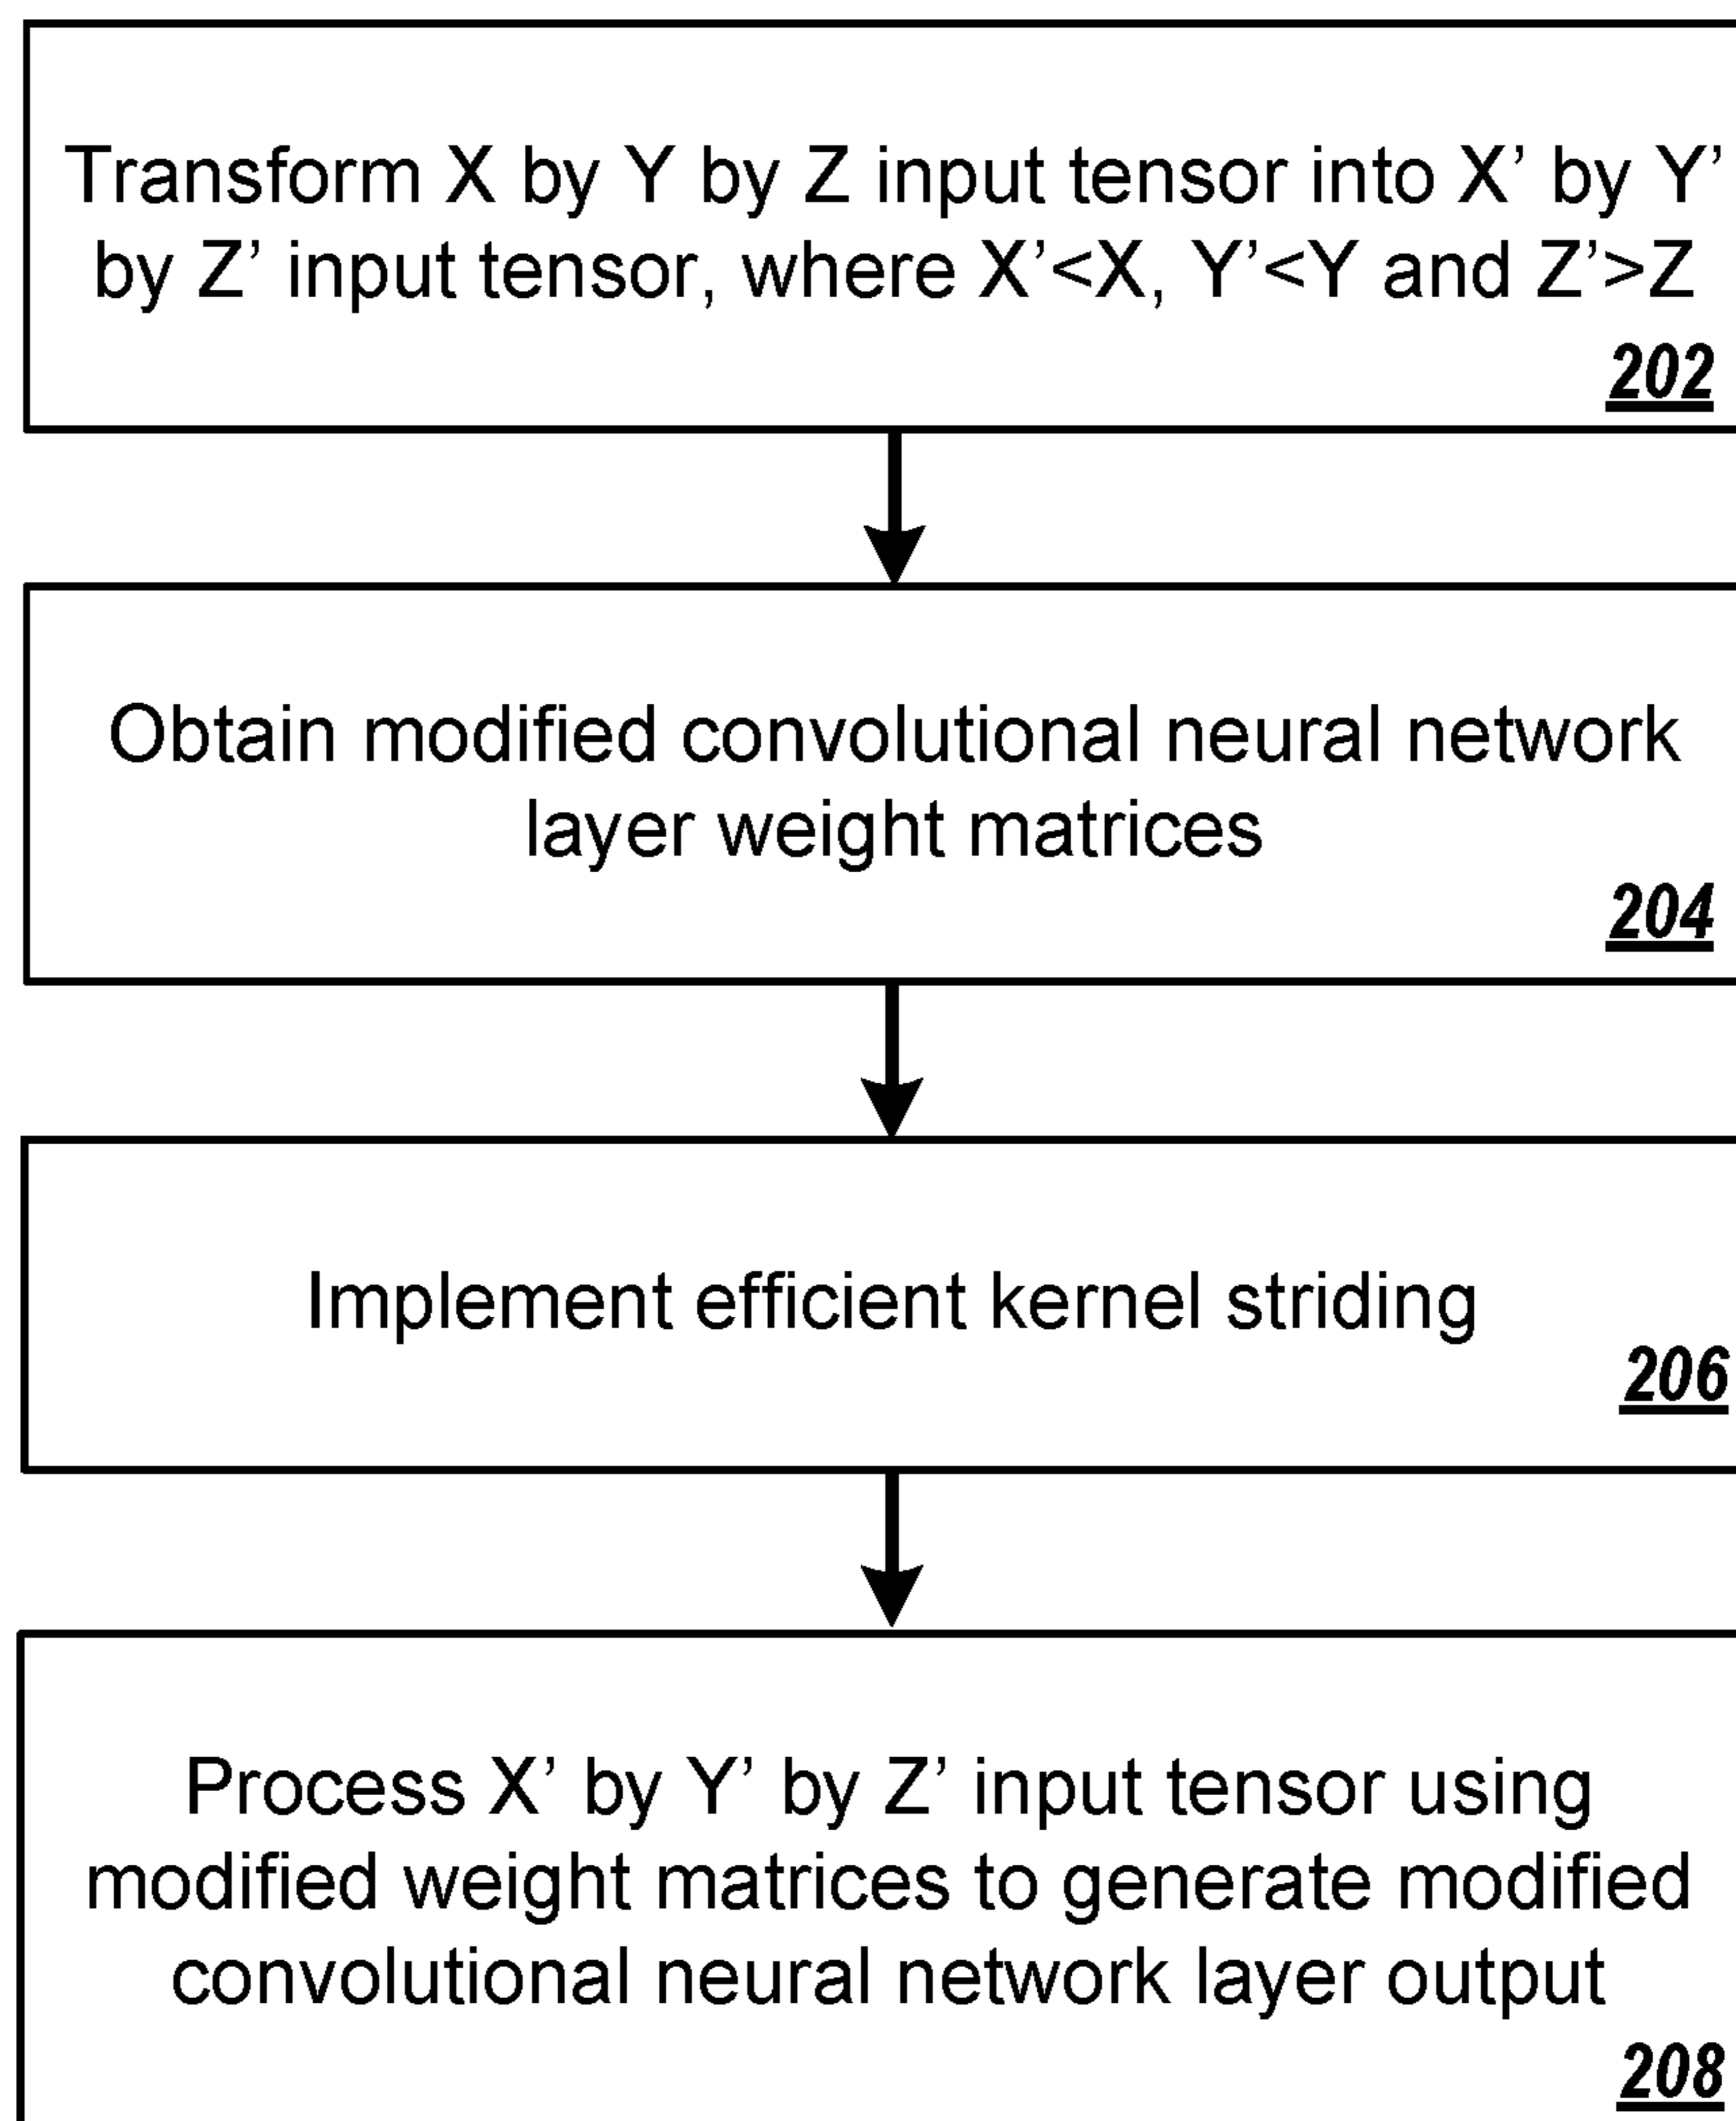 Transform X by Y by Z input tensor into X’ by Y’
by Z’ input tensor, where X’<X, Y’<Y and Z’>Z
202
Obtain modified convolutional neural network
layer weight matrices
204
Implement efficient kernel striding
206
Process X’ by Y’ by Z’ input tensor using
modified weight matrices to generate modified
convolutional neural network layer output
208